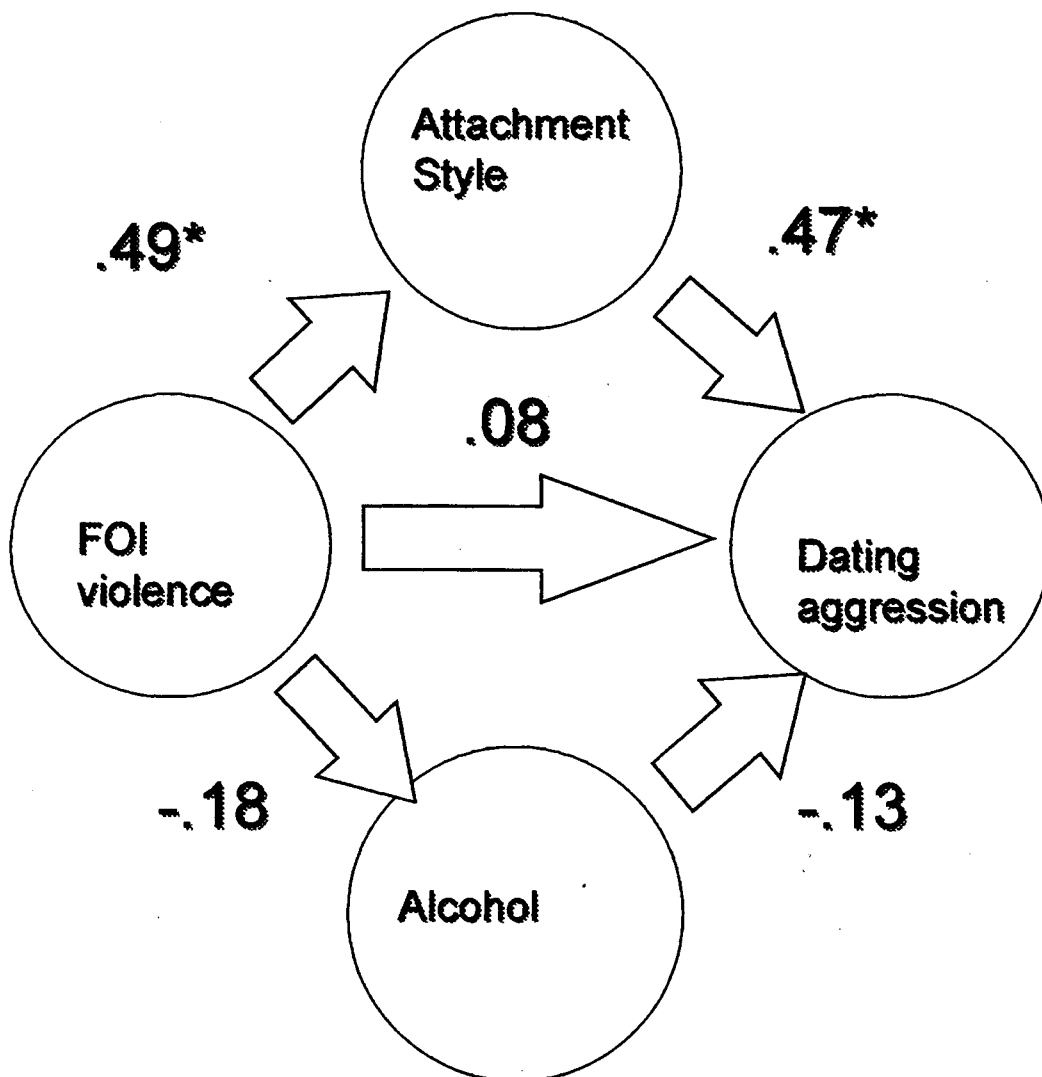 Attachment
Style
.49*
.47*
.08
FOI
violence
Dating
aggression
-.18
-.13
Alcohol